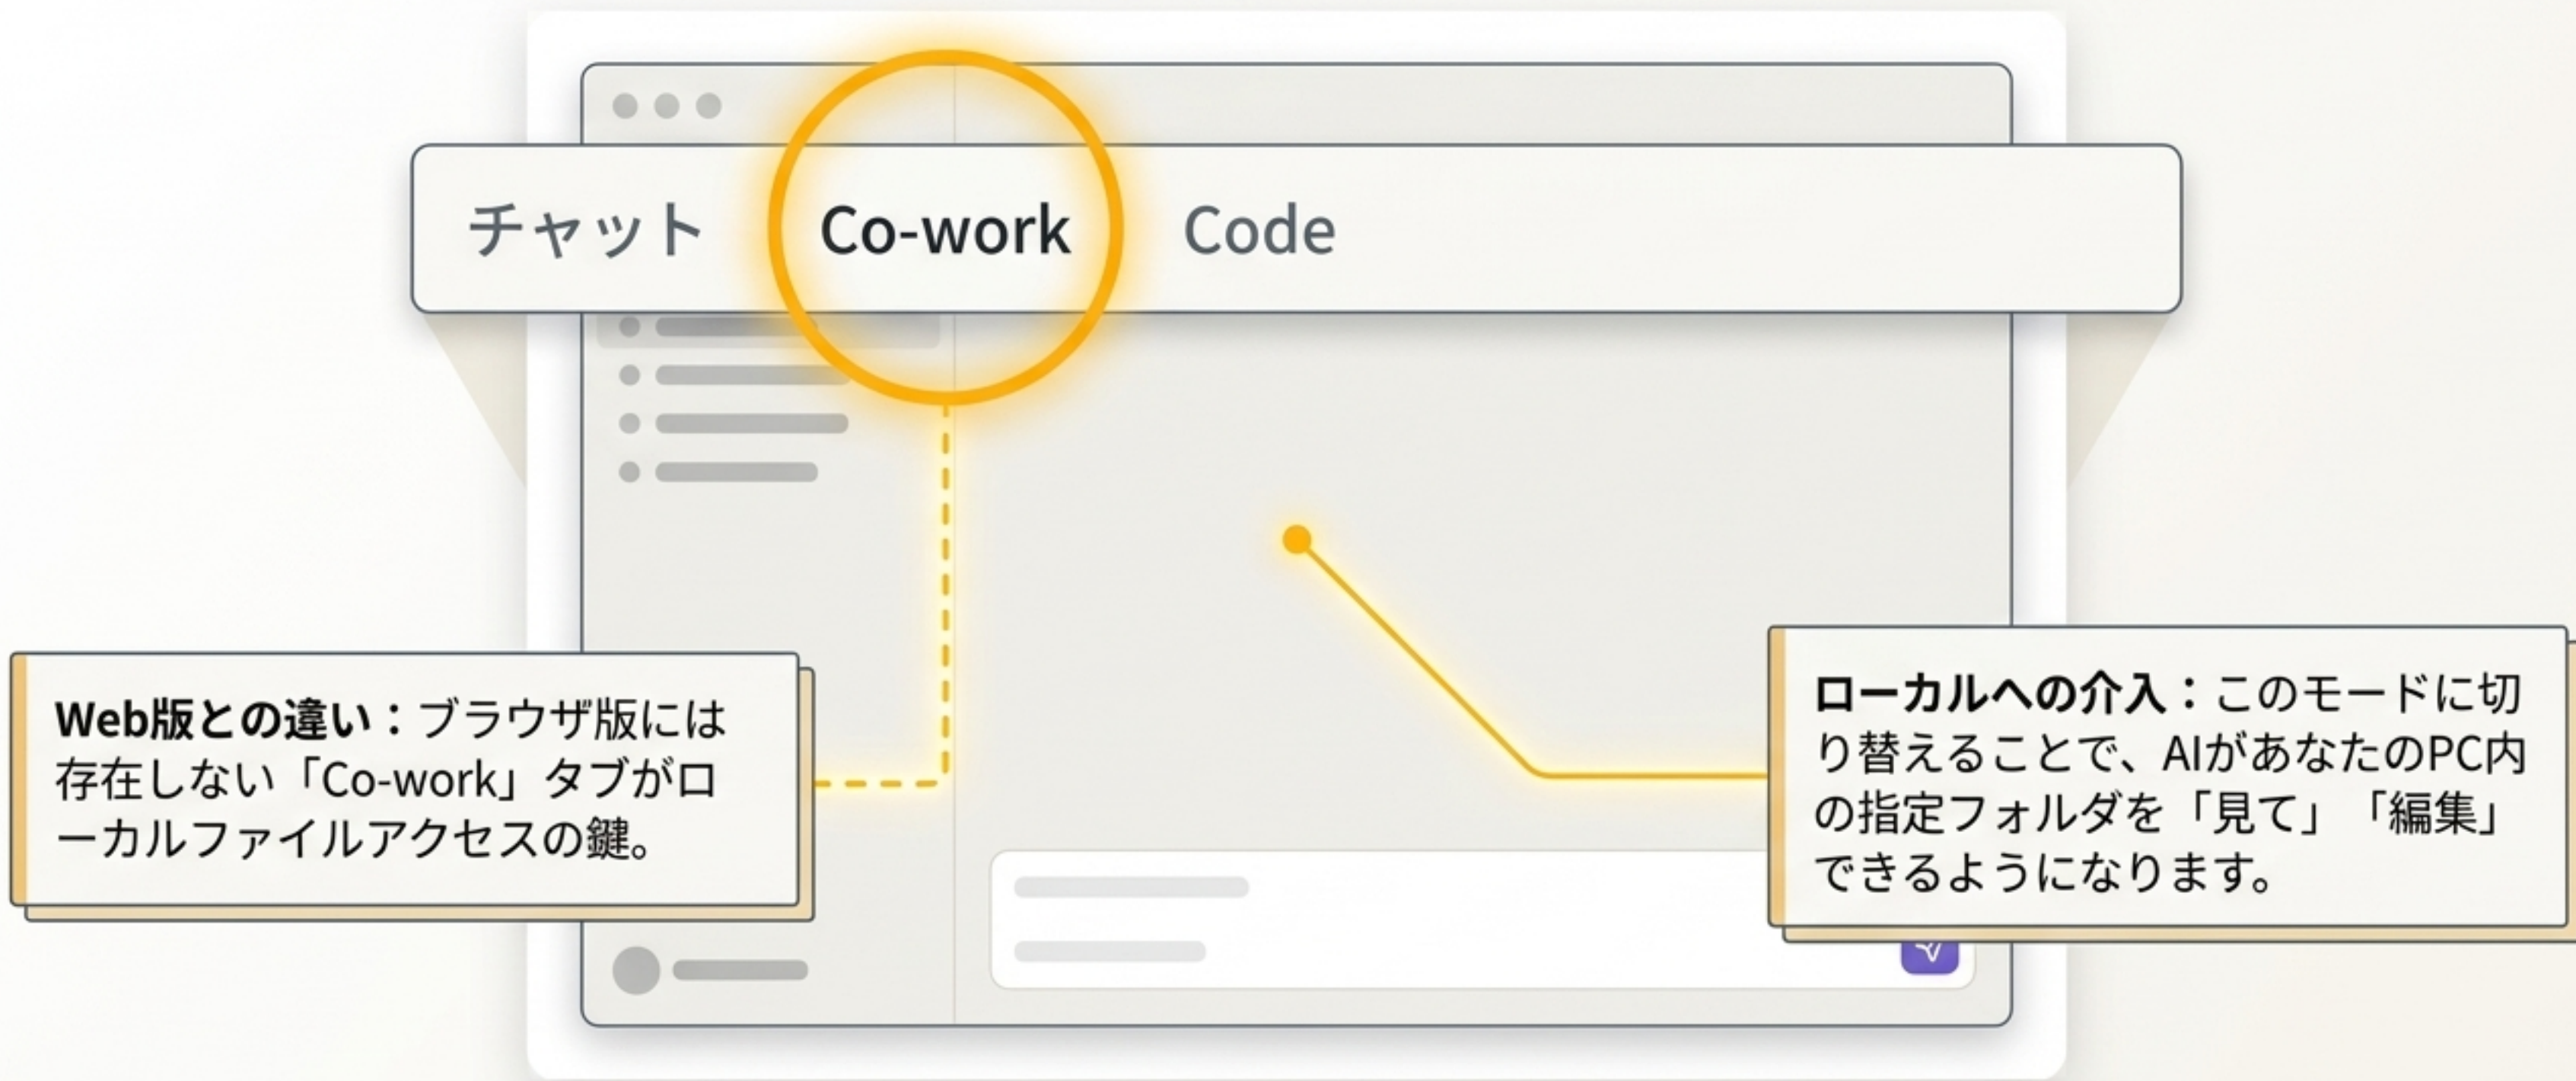 チャット Co-work Code
Web版との違い：ブラウザ版には
存在しない「Co-work」タブがロ
ーカルファイルアクセスの鍵。
ローカルへの介入：このモードに切
り替えることで、AIがあなたのPC内
の指定フォルダを「見て」「編集」
できるようになります。